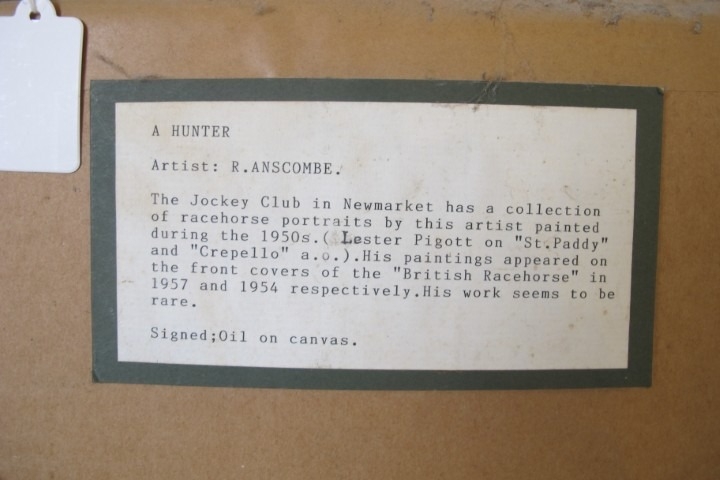 A HUNTER
Artist: R.ANSCOMBE.
The Jockey Club in Newmarket has a collection
of racehorse portraits by this artist painted
during the 1950s.( Lester Pigott on "St.Paddy"
and "Crepello" a.o.).His paintings appeared on
the front covers of the "British Racehorse" in
1957 and 1954 respectively.His work seems to be
rare.
Signed;Oil on canvas.